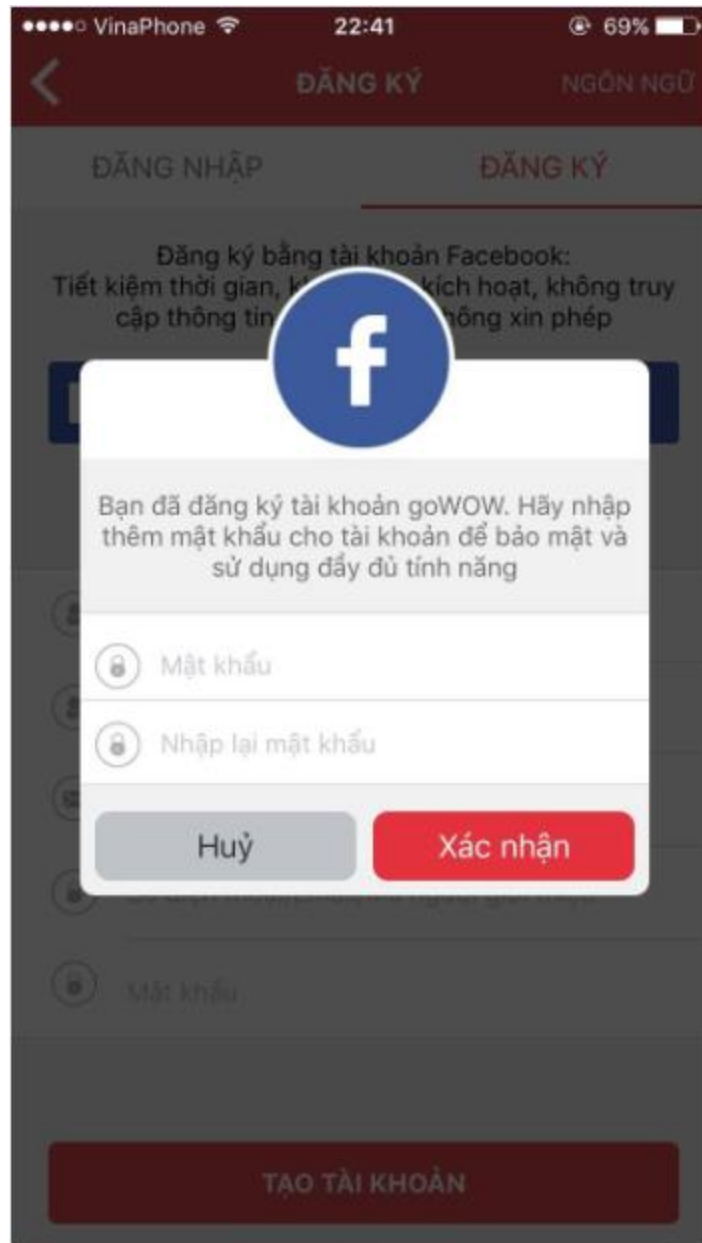 VinaPhone 22:41 69%
ĐĂNG KÝ NGÔN NGỮ
ĐĂNG NHẬP ĐĂNG KÝ
Đăng ký bằng tài khoản Facebook:
Tiết kiệm thời gian, kích hoạt, không truy
cập thông tin không xin phép
f
Bạn đã đăng ký tài khoản goWOW. Hãy nhập
thêm mật khẩu cho tài khoản để bảo mật và
sử dụng đầy đủ tính năng
Mật khẩu
Nhập lại mật khẩu
Huỷ Xác nhận
Mật khẩu
TẠO TÀI KHOẢN